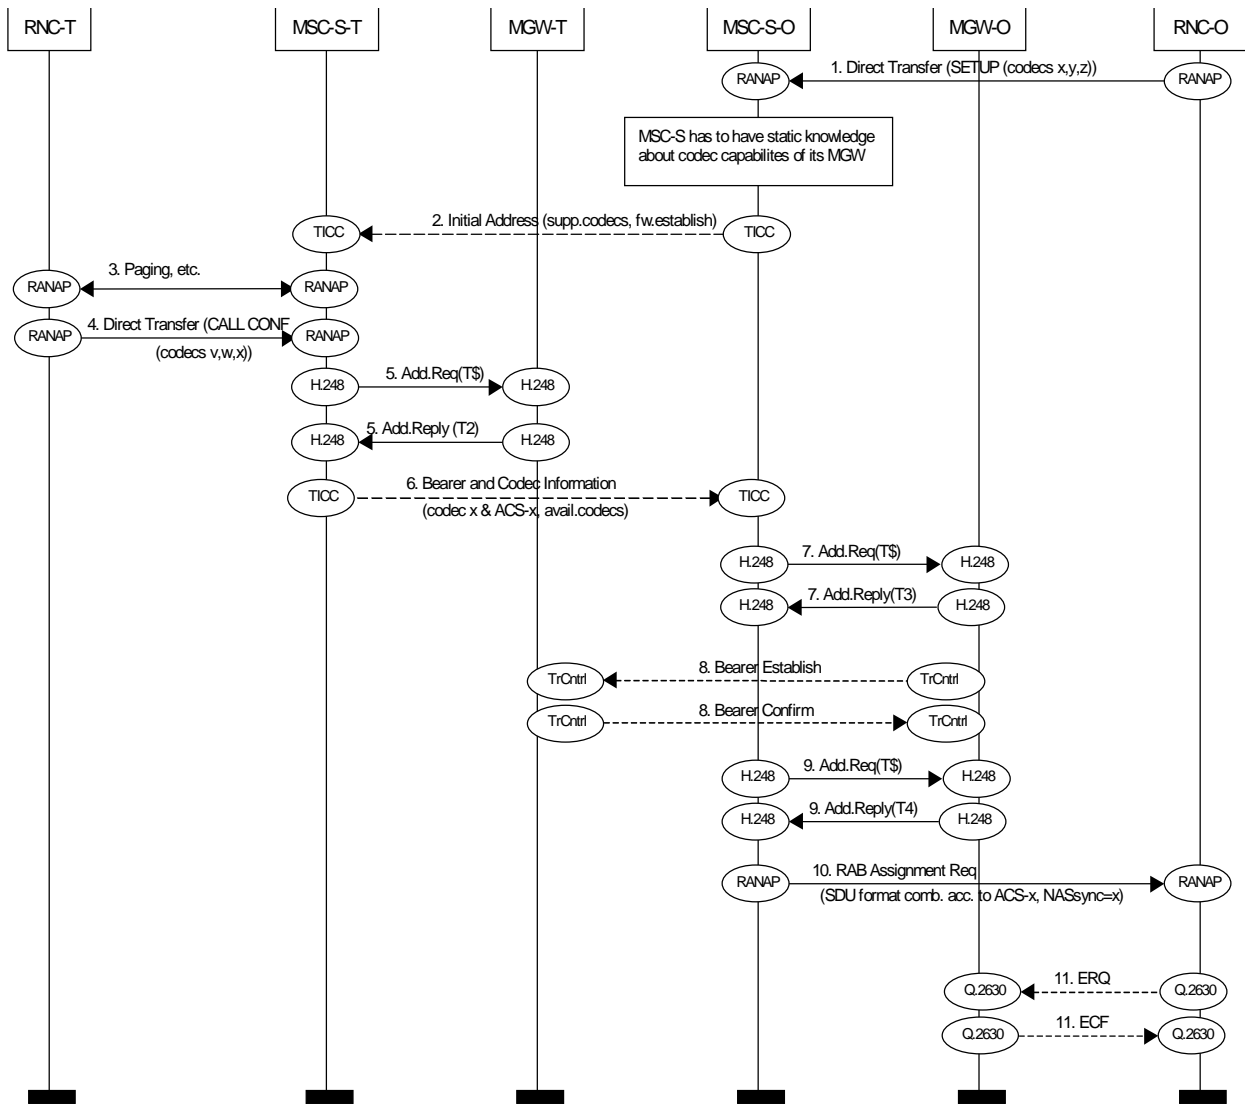 RNC-T
MSC-S-T
MGW-T
MSC-S-O
MGW-O
RNC-O
RANAP
1. Direct Transfer (SETUP (codecs x,y,z))
RANAP
MSC-S has to have static knowledge
about codec capabilites of its MGW
TICC
2. Initial Address (supp.codecs, fw.establish)
TICC
RANAP
3. Paging, etc.
RANAP
RANAP
4. Direct Transfer (CALL CONF
(codecs v,w,x))
RANAP
H.248
5. Add.Req(T$)
H.248
H.248
5. Add.Reply (T2)
H.248
TICC
6. Bearer and Codec Information
(codec x & ACS-x, avail.codecs)
TICC
H.248
7. Add.Req(T$)
H.248
H.248
7. Add.Reply(T3)
H.248
TrCntrl
8. Bearer Establish
TrCntrl
TrCntrl
8. Bearer Confirm
TrCntrl
H.248
9. Add.Req(T$)
H.248
H.248
9. Add.Reply(T4)
H.248
RANAP
10. RAB Assignment Req
(SDU format comb. acc. to ACS-x, NASsync=x)
RANAP
Q.2630
11. ERQ
Q.2630
Q.2630
11. ECF
Q.2630